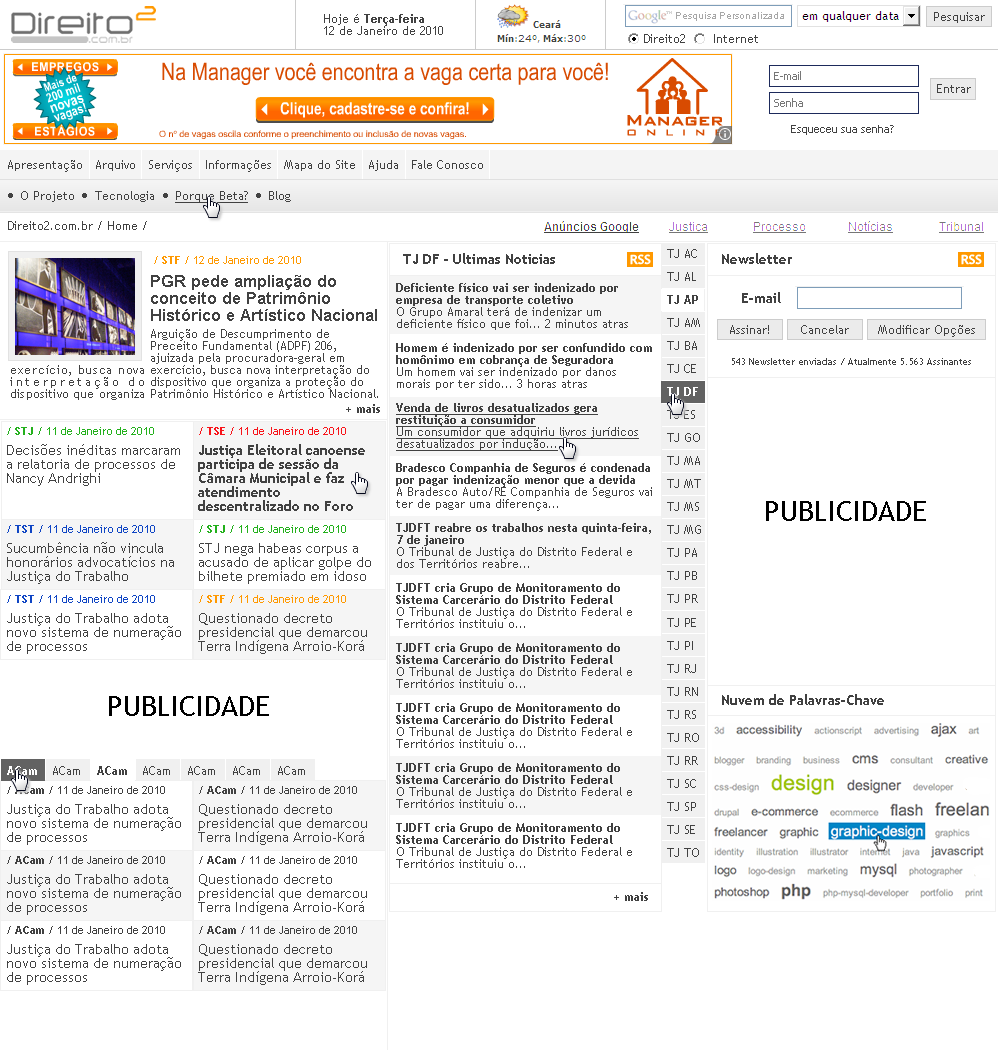 Direito2
.com.br
Hoje é Terça-feira
12 de Janeiro de 2010
Ceará
Mín:24º, Máx:30º
Google™ Pesquisa Personalizada
em qualquer data
Pesquisar
Direito2
Internet
EMPREGOS
Mais de 200 mil novas vagas
ESTÁGIOS
Na Manager você encontra a vaga certa para você!
Clique, cadastre-se e confira!
O nº de vagas oscila conforme o preenchimento ou inclusão de novas vagas.
MANAGER
ONLINE
E-mail
Senha
Entrar
Esqueceu sua senha?
Apresentação
Arquivo
Serviços
Informações
Mapa do Site
Ajuda
Fale Conosco
• O Projeto • Tecnologia • Porque Beta? • Blog
Direito2.com.br / Home /
Anúncios Google
Justica
Processo
Notícias
Tribunal
/ STF / 12 de Janeiro de 2010
PGR pede ampliação do
conceito de Patrimônio
Histórico e Artístico Nacional
Arguição de Descumprimento de
Preceito Fundamental (ADPF) 206,
ajuizada pela procuradora-geral em
exercício, busca nova exercício, busca nova interpretação do
interpretação do dispositivo que organiza a proteção do
dispositivo que organiza Patrimônio Histórico e Artístico Nacional.
+ mais
/ STJ / 11 de Janeiro de 2010
Decisões inéditas marcaram
a relatoria de processos de
Nancy Andrighi
/ TSE / 11 de Janeiro de 2010
Justiça Eleitoral canoense
participa de sessão da
Câmara Municipal e faz
atendimento
descentralizado no Foro
/ TST / 11 de Janeiro de 2010
Sucumbência não vincula
honorários advocatícios na
Justiça do Trabalho
/ STJ / 11 de Janeiro de 2010
STJ nega habeas corpus a
acusado de aplicar golpe do
bilhete premiado em idoso
/ TST / 11 de Janeiro de 2010
Justiça do Trabalho adota
novo sistema de numeração
de processos
/ STF / 11 de Janeiro de 2010
Questionado decreto
presidencial que demarcou
Terra Indígena Arroio-Korá
PUBLICIDADE
ACam
ACam
ACam
ACam
ACam
ACam
ACam
/ ACam / 11 de Janeiro de 2010
Justiça do Trabalho adota
novo sistema de numeração
de processos
/ ACam / 11 de Janeiro de 2010
Questionado decreto
presidencial que demarcou
Terra Indígena Arroio-Korá
/ ACam / 11 de Janeiro de 2010
Justiça do Trabalho adota
novo sistema de numeração
de processos
/ ACam / 11 de Janeiro de 2010
Questionado decreto
presidencial que demarcou
Terra Indígena Arroio-Korá
/ ACam / 11 de Janeiro de 2010
Justiça do Trabalho adota
novo sistema de numeração
de processos
/ ACam / 11 de Janeiro de 2010
Questionado decreto
presidencial que demarcou
Terra Indígena Arroio-Korá
TJ DF - Ultimas Noticias
RSS
Deficiente físico vai ser indenizado por
empresa de transporte coletivo
O Grupo Amaral terá de indenizar um
deficiente físico que foi... 2 minutos atras
Homem é indenizado por ser confundido com
homônimo em cobrança de Seguradora
Um homem vai ser indenizado por danos
morais por ter sido... 3 horas atras
Venda de livros desatualizados gera
restituição a consumidor
Um consumidor que adquiriu livros jurídicos
desatualizados por indução...
Bradesco Companhia de Seguros é condenada
por pagar indenização menor que a devida
A Bradesco Auto/RE Companhia de Seguros vai
ter de pagar uma diferença...
TJDFT reabre os trabalhos nesta quinta-feira,
7 de janeiro
O Tribunal de Justiça do Distrito Federal e
dos Territórios reabre...
TJDFT cria Grupo de Monitoramento do
Sistema Carcerário do Distrito Federal
O Tribunal de Justiça do Distrito Federal e
Territórios instituiu o...
TJDFT cria Grupo de Monitoramento do
Sistema Carcerário do Distrito Federal
O Tribunal de Justiça do Distrito Federal e
Territórios instituiu o...
TJDFT cria Grupo de Monitoramento do
Sistema Carcerário do Distrito Federal
O Tribunal de Justiça do Distrito Federal e
Territórios instituiu o...
TJDFT cria Grupo de Monitoramento do
Sistema Carcerário do Distrito Federal
O Tribunal de Justiça do Distrito Federal e
Territórios instituiu o...
TJDFT cria Grupo de Monitoramento do
Sistema Carcerário do Distrito Federal
O Tribunal de Justiça do Distrito Federal e
Territórios instituiu o...
+ mais
TJ AC
TJ AL
TJ AP
TJ AM
TJ BA
TJ CE
TJ DF
TJ ES
TJ GO
TJ MA
TJ MT
TJ MS
TJ MG
TJ PA
TJ PB
TJ PR
TJ PE
TJ PI
TJ RJ
TJ RN
TJ RS
TJ RO
TJ RR
TJ SC
TJ SP
TJ SE
TJ TO
Newsletter
RSS
E-mail
Assinar!
Cancelar
Modificar Opções
543 Newsletter enviadas / Atualmente 5.563 Assinantes
PUBLICIDADE
Nuvem de Palavras-Chave
3d accessibility actionscript advertising ajax art
blogger branding business cms consultant creative
css-design design designer developer
drupal e-commerce ecommerce flash freelan
freelancer graphic graphic-design graphics
identity illustration illustrator internet java javascript
logo logo-design marketing mysql photographer
photoshop php php-mysql-developer portfolio print